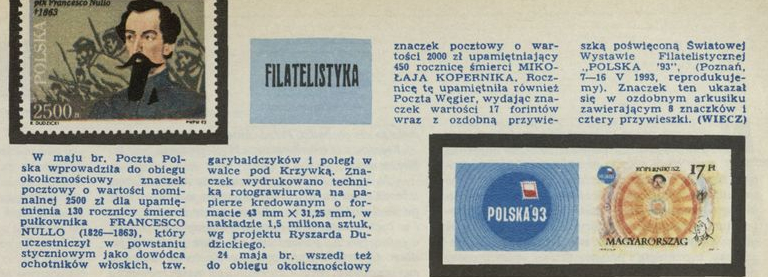 płk Francesco Nullo
†1863
POLSKA
2500 zł
R. DUDZICKI
PWPW 93
FILATELISTYKA
W maju br. Poczta Pol-
ska wprowadziła do obiegu
okolicznościowy znaczek
pocztowy o wartości nomi-
nalnej 2500 zł dla upamię-
tnienia 130 rocznicy śmierci
pułkownika FRANCESCO
NULLO (1826—1863), który
uczestniczył w powstaniu
styczniowym jako dowódca
ochotników włoskich, tzw.
garybaldczyków i poległ w
walce pod Krzywką. Zna-
czek wydrukowano techni-
ką rotograwiurową na pa-
pierze kredowanym o for-
macie 43 mm × 31,25 mm, w
nakładzie 1,5 miliona sztuk,
wg projektu Ryszarda Du-
dzickiego.
24 maja br. wszedł też
do obiegu okolicznościowy
znaczek pocztowy o war-
tości 2000 zł upamiętniający
450 rocznicę śmierci MIKO-
ŁAJA KOPERNIKA. Rocz-
nicę tę upamiętniła również
Poczta Węgier, wydając zna-
czek wartości 17 forintów
wraz z ozdobną przywie-
szką poświęconą Światowej
Wystawie Filatelistycznej
„POLSKA '93", (Poznań,
7—16 V 1993, reprodukuje-
my). Znaczek ten ukazał
się w ozdobnym arkusiku
zawierającym 8 znaczków i
cztery przywieszki. (WIECZ)
POLSKA'93
KOPERNIKUSZ
17 Ft
MAGYARORSZÁG